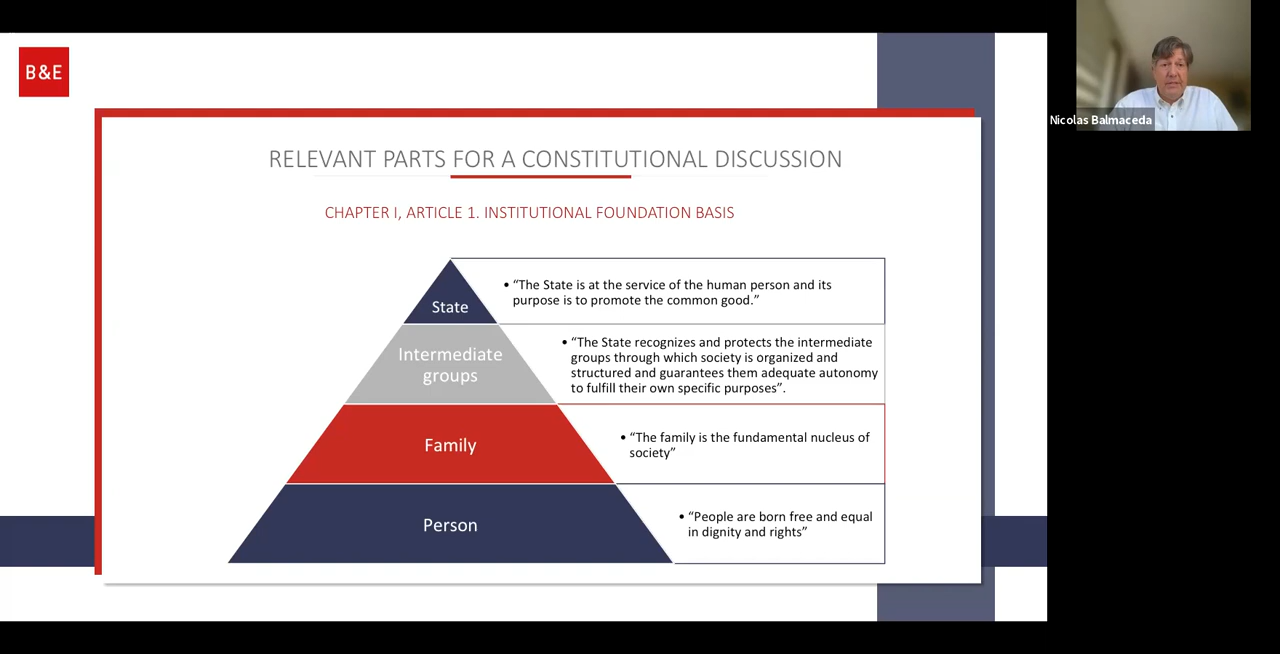 B&E
Nicolas Balmaceda
RELEVANT PARTS FOR A CONSTITUTIONAL DISCUSSION
CHAPTER I, ARTICLE 1. INSTITUTIONAL FOUNDATION BASIS
State
• “The State is at the service of the human person and its
purpose is to promote the common good.”
Intermediate
groups
• “The State recognizes and protects the intermediate
groups through which society is organized and
structured and guarantees them adequate autonomy
to fulfill their own specific purposes”.
Family
• “The family is the fundamental nucleus of
society”
Person
• “People are born free and equal
in dignity and rights”